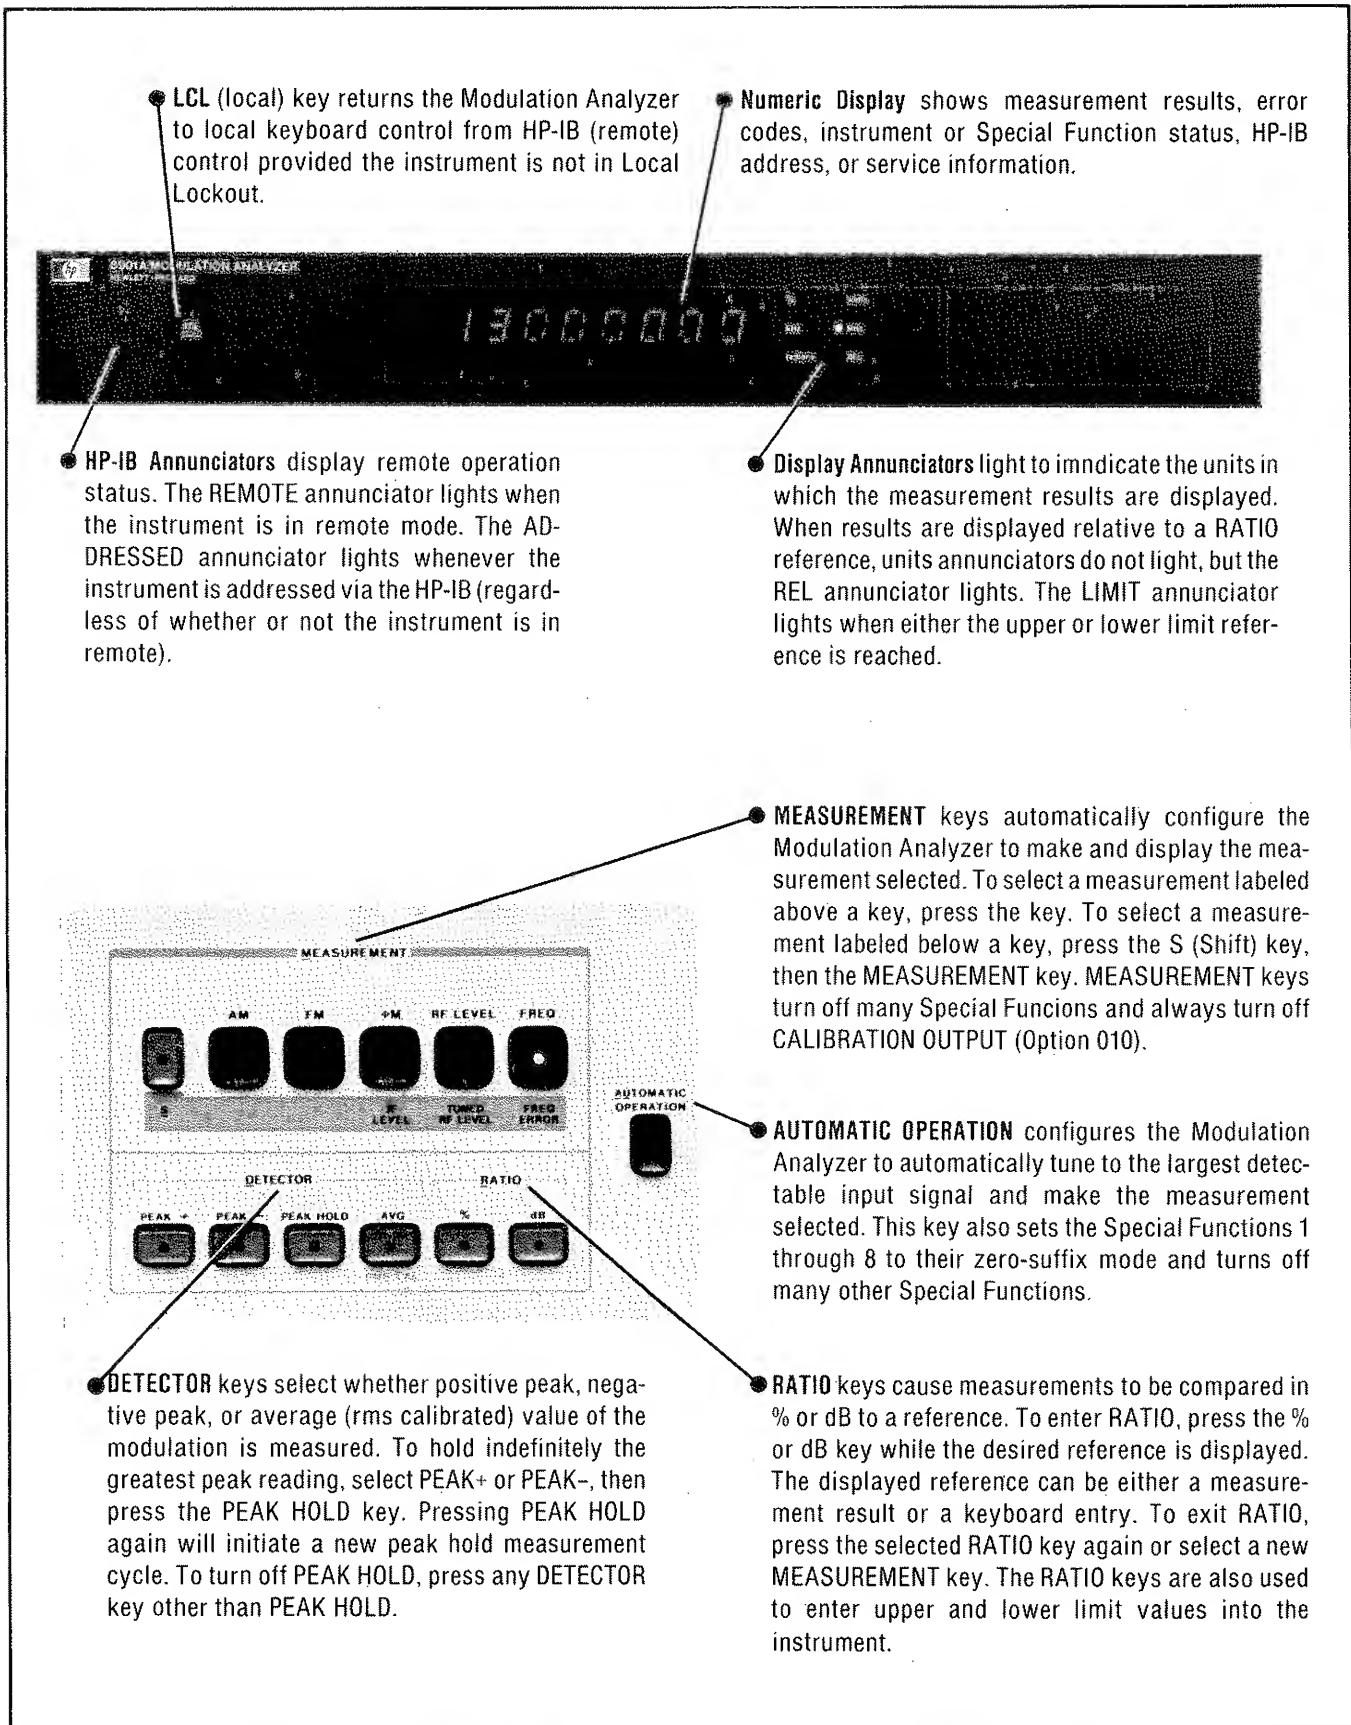 LCL (local) key returns the Modulation Analyzer
to local keyboard control from HP-IB (remote)
control provided the instrument is not in Local
Lockout.
Numeric Display shows measurement results, error
codes, instrument or Special Function status, HP-IB
address, or service information.
hp
MODULATION ANALYZER
13000000
HP-IB Annunciators display remote operation
status. The REMOTE annunciator lights when
the instrument is in remote mode. The AD-
DRESSED annunciator lights whenever the
instrument is addressed via the HP-IB (regard-
less of whether or not the instrument is in
remote).
Display Annunciators light to imndicate the units in
which the measurement results are displayed.
When results are displayed relative to a RATIO
reference, units annunciators do not light, but the
REL annunciator lights. The LIMIT annunciator
lights when either the upper or lower limit refer-
ence is reached.
MEASUREMENT keys automatically configure the
Modulation Analyzer to make and display the mea-
surement selected. To select a measurement labeled
above a key, press the key. To select a measure-
ment labeled below a key, press the S (Shift) key,
then the MEASUREMENT key. MEASUREMENT keys
turn off many Special Funcions and always turn off
CALIBRATION OUTPUT (Option 010).
MEASUREMENT
AM FM ΦM RF LEVEL FREQ
S IF LEVEL TUNED RF LEVEL FREQ ERROR
AUTOMATIC
OPERATION
DETECTOR RATIO
PEAK + PEAK - PEAK HOLD AVG % dB
AUTOMATIC OPERATION configures the Modulation
Analyzer to automatically tune to the largest detec-
table input signal and make the measurement
selected. This key also sets the Special Functions 1
through 8 to their zero-suffix mode and turns off
many other Special Functions.
DETECTOR keys select whether positive peak, nega-
tive peak, or average (rms calibrated) value of the
modulation is measured. To hold indefinitely the
greatest peak reading, select PEAK+ or PEAK-, then
press the PEAK HOLD key. Pressing PEAK HOLD
again will initiate a new peak hold measurement
cycle. To turn off PEAK HOLD, press any DETECTOR
key other than PEAK HOLD.
RATIO keys cause measurements to be compared in
% or dB to a reference. To enter RATIO, press the %
or dB key while the desired reference is displayed.
The displayed reference can be either a measure-
ment result or a keyboard entry. To exit RATIO,
press the selected RATIO key again or select a new
MEASUREMENT key. The RATIO keys are also used
to enter upper and lower limit values into the
instrument.